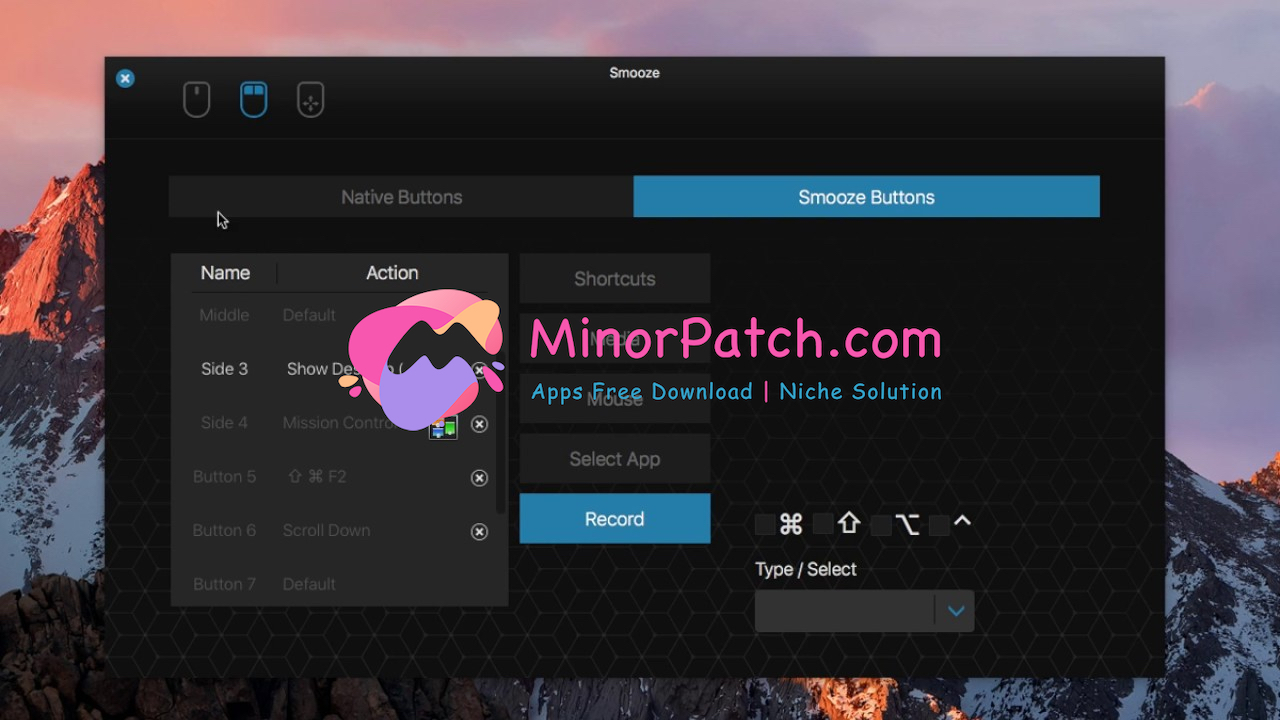 Smooze
Native Buttons
Smooze Buttons
Name
Action
Middle
Default
Side 3
Show Des
Side 4
Mission Contro
Button 5
⇧ ⌘ F2
Button 6
Scroll Down
Button 7
Default
Shortcuts
Media
Mouse
Select App
Record
MinorPatch.com
Apps Free Download | Niche Solution
⌘ ⇧ ⌥ ^
Type / Select